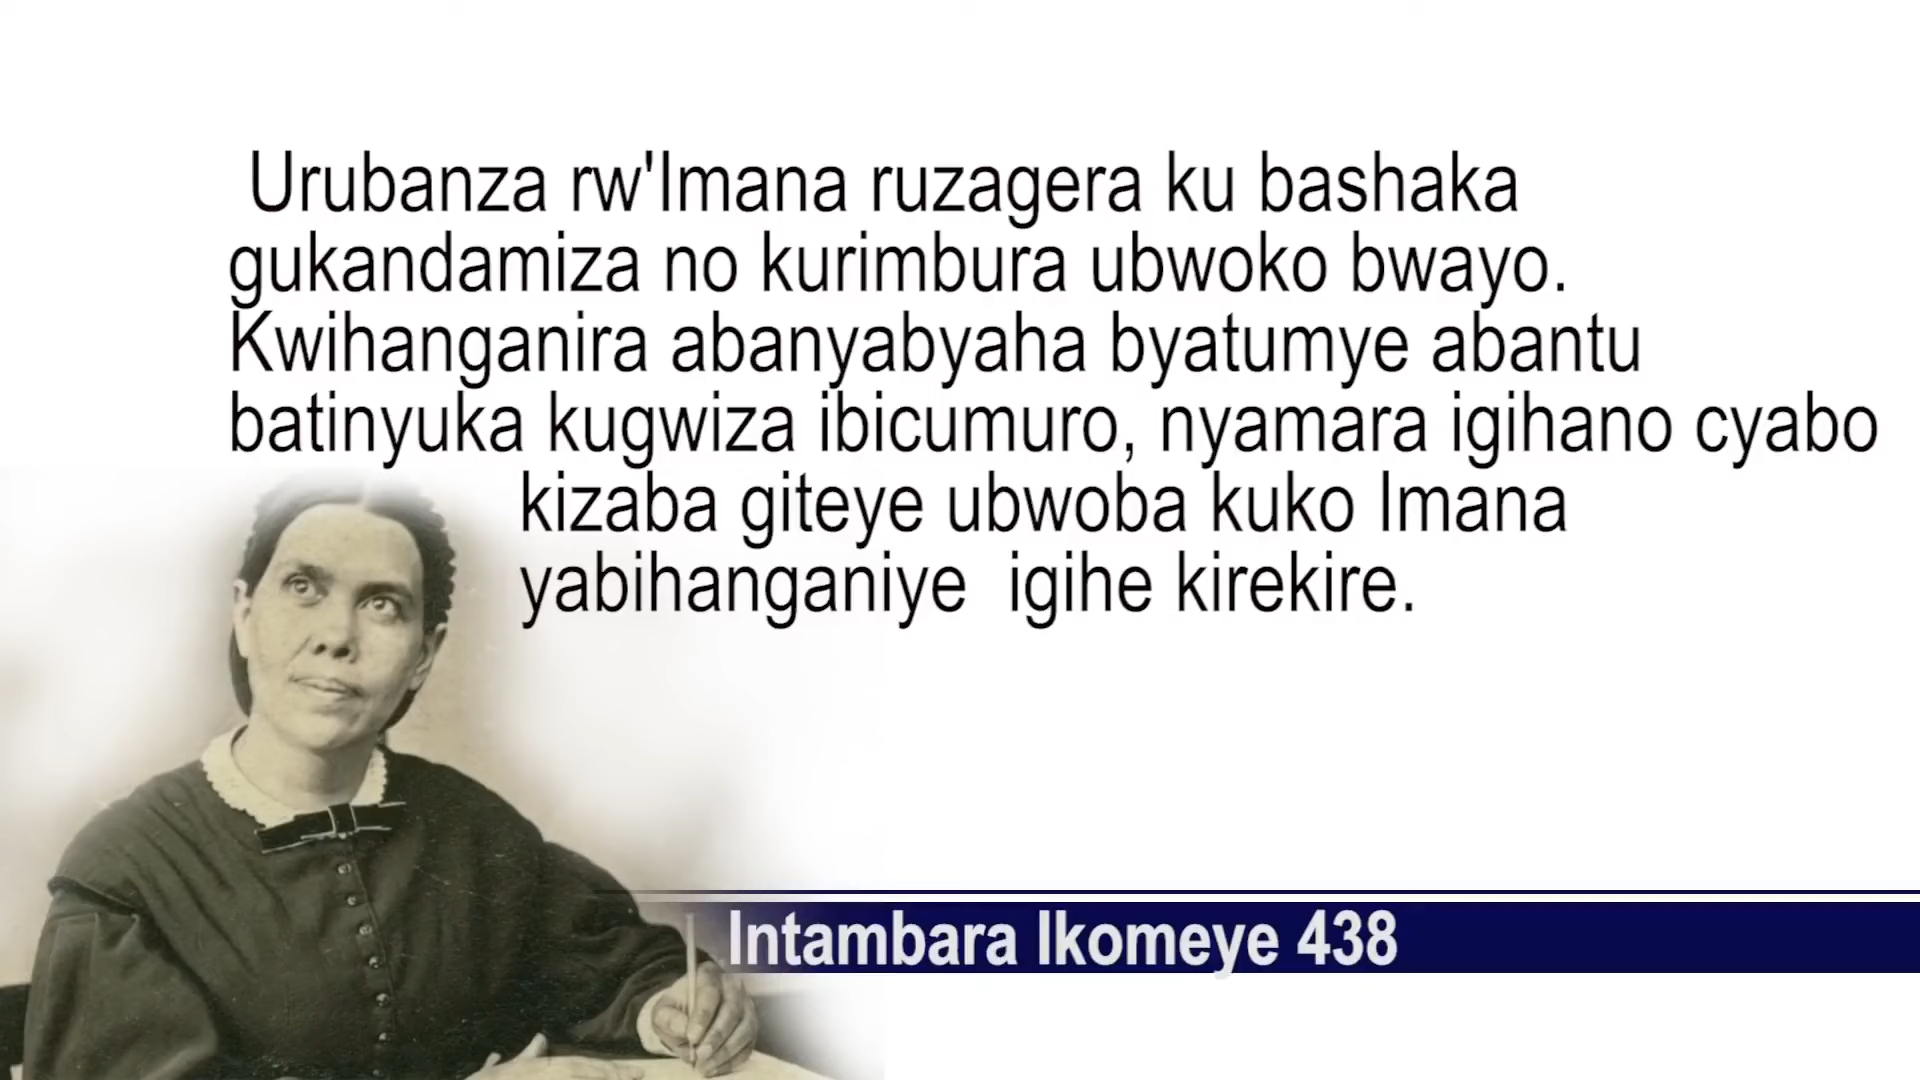 Urubanza rw'Imana ruzagera ku bashaka
gukandamiza no kurimbura ubwoko bwayo.
Kwihanganira abanyabyaha byatumye abantu
batinyuka kugwiza ibicumuro, nyamara igihano cyabo
kizaba giteye ubwoba kuko Imana
yabihanganiye igihe kirekire.
Intambara Ikomeye 438